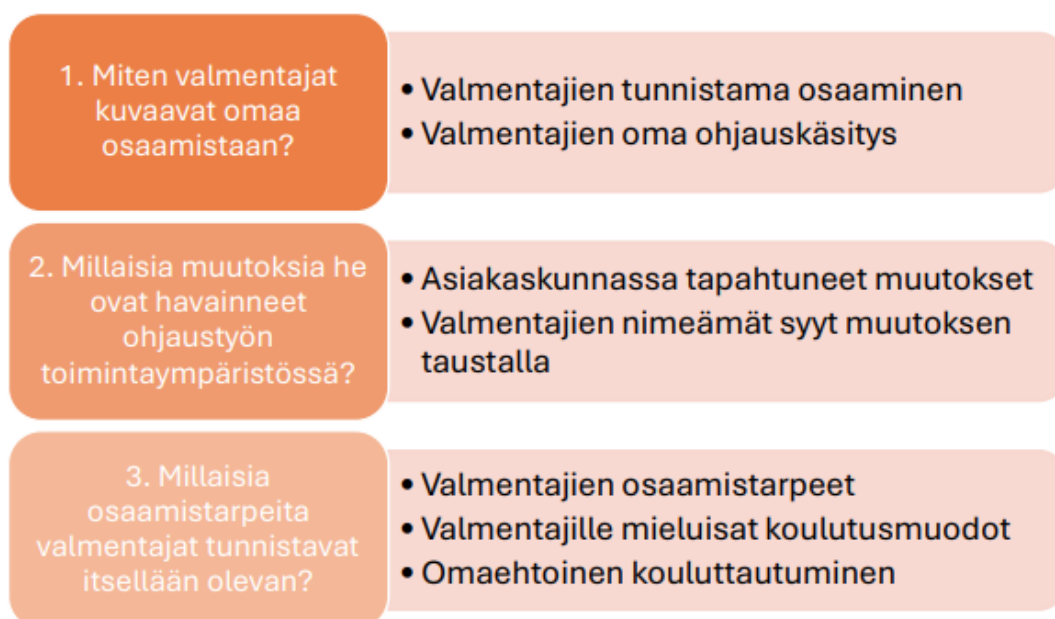 1. Miten valmentajat
kuvaavat omaa
osaamistaan?
• Valmentajien tunnistama osaaminen
• Valmentajien oma ohjauskäsitys
2. Millaisia muutoksia he
ovat havainneet
ohjaustyön
toimintaympäristössä?
• Asiakaskunnassa tapahtuneet muutokset
• Valmentajien nimeämät syyt muutoksen
taustalla
3. Millaisia
osaamistarpeita
valmentajat tunnistavat
itsellään olevan?
• Valmentajien osaamistarpeet
• Valmentajille mieluisat koulutusmuodot
• Omaehtoinen kouluttautuminen